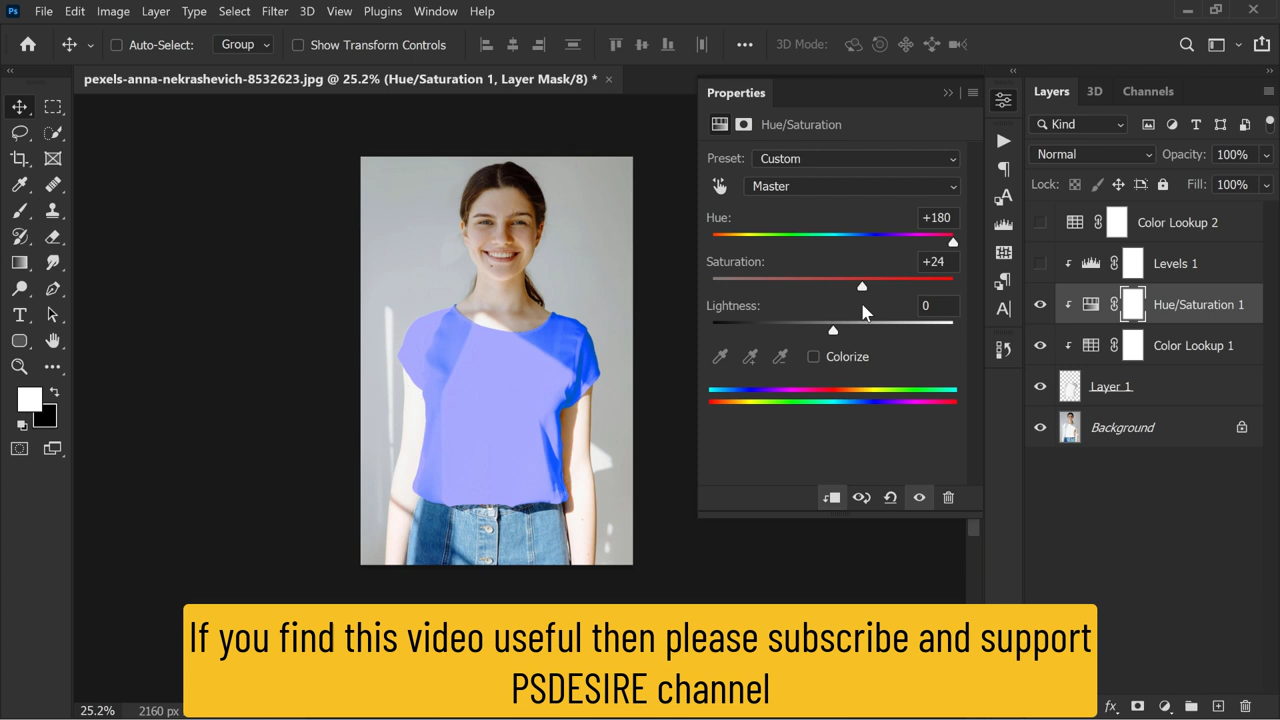 Ps File Edit Image Layer Type Select Filter 3D View Plugins Window Help
Auto-Select: Group Show Transform Controls 3D Mode:
pexels-anna-nekrashevich-8532623.jpg @ 25.2% (Hue/Saturation 1, Layer Mask/8) *
Properties
Hue/Saturation
Preset: Custom
Master
Hue: +180
Saturation: +24
Lightness: 0
Colorize
Layers 3D Channels
Kind
Normal Opacity: 100%
Lock: Fill: 100%
Color Lookup 2
Levels 1
Hue/Saturation 1
Color Lookup 1
Layer 1
Background
If you find this video useful then please subscribe and support
PSDESIRE channel
25.2% 2160 px
fx